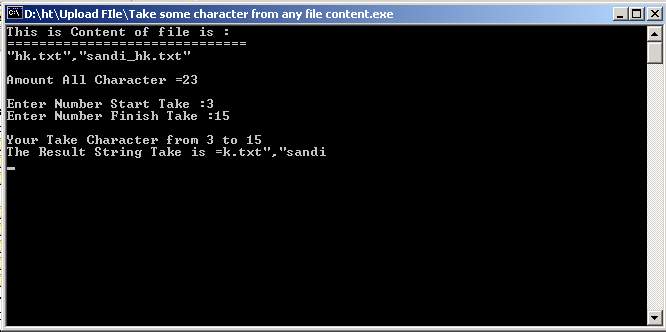 D:\ht\Upload FIle\Take some character from any file content.exe
This is Content of file is :
==============================
"hk.txt","sandi_hk.txt"
Amount All Character =23
Enter Number Start Take :3
Enter Number Finish Take :15
Your Take Character from 3 to 15
The Result String Take is =k.txt","sandi